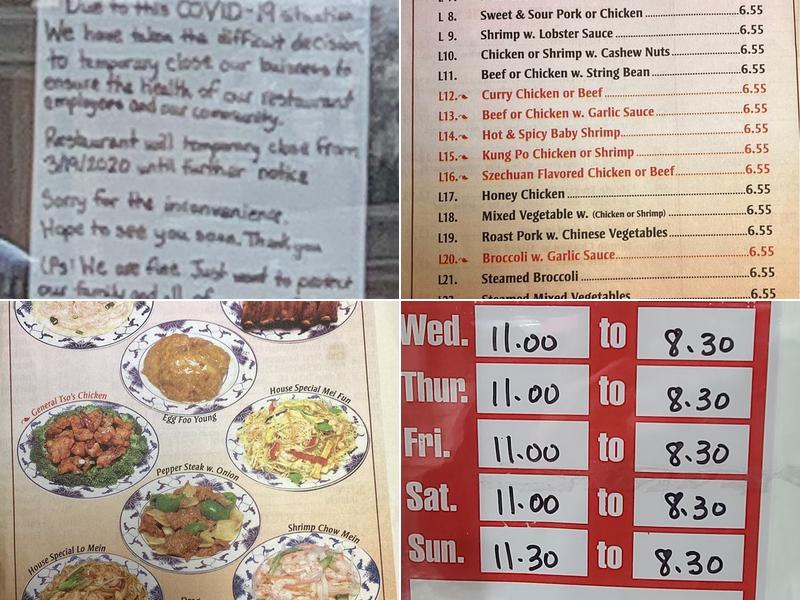 Due to this COVID-19 situation
We have taken the difficult decision
to temporary close our business to
ensure the health of our restaurant
employees and our community.
Restaurant will temporary close from
3/19/2020 until further notice
Sorry for the inconvenience.
Hope to see you soon. Thank you
(Ps: We are fine. Just want to protect
our family and all of
L 8. Sweet & Sour Pork or Chicken 6.55
L 9. Shrimp w. Lobster Sauce 6.55
L10. Chicken or Shrimp w. Cashew Nuts 6.55
L11. Beef or Chicken w. String Bean 6.55
L12. Curry Chicken or Beef 6.55
L13. Beef or Chicken w. Garlic Sauce 6.55
L14. Hot & Spicy Baby Shrimp 6.55
L15. Kung Po Chicken or Shrimp 6.55
L16. Szechuan Flavored Chicken or Beef 6.55
L17. Honey Chicken 6.55
L18. Mixed Vegetable w. (Chicken or Shrimp) 6.55
L19. Roast Pork w. Chinese Vegetables 6.55
L20. Broccoli w. Garlic Sauce 6.55
L21. Steamed Broccoli 6.55
Steamed Mixed Vegetables 6.55
General Tso's Chicken
Egg Foo Young
House Special Mei Fun
Pepper Steak w. Onion
House Special Lo Mein
Shrimp Chow Mein
Wed. 11.00 to 8.30
Thur. 11.00 to 8.30
Fri. 11.00 to 8.30
Sat. 11.00 to 8.30
Sun. 11.30 to 8.30